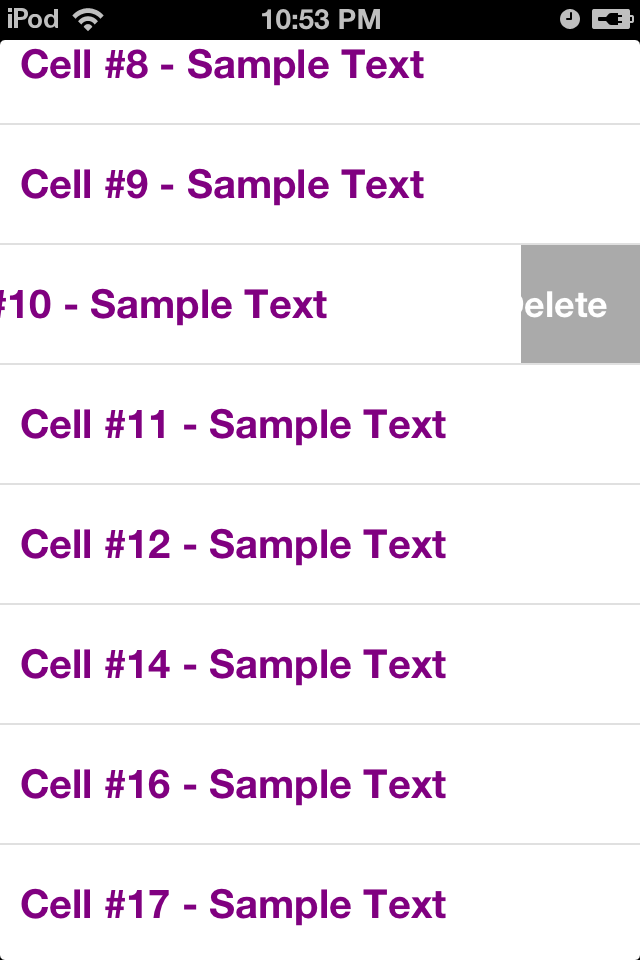 iPod 10:53 PM
Cell #8 - Sample Text
Cell #9 - Sample Text
#10 - Sample Text Delete
Cell #11 - Sample Text
Cell #12 - Sample Text
Cell #14 - Sample Text
Cell #16 - Sample Text
Cell #17 - Sample Text